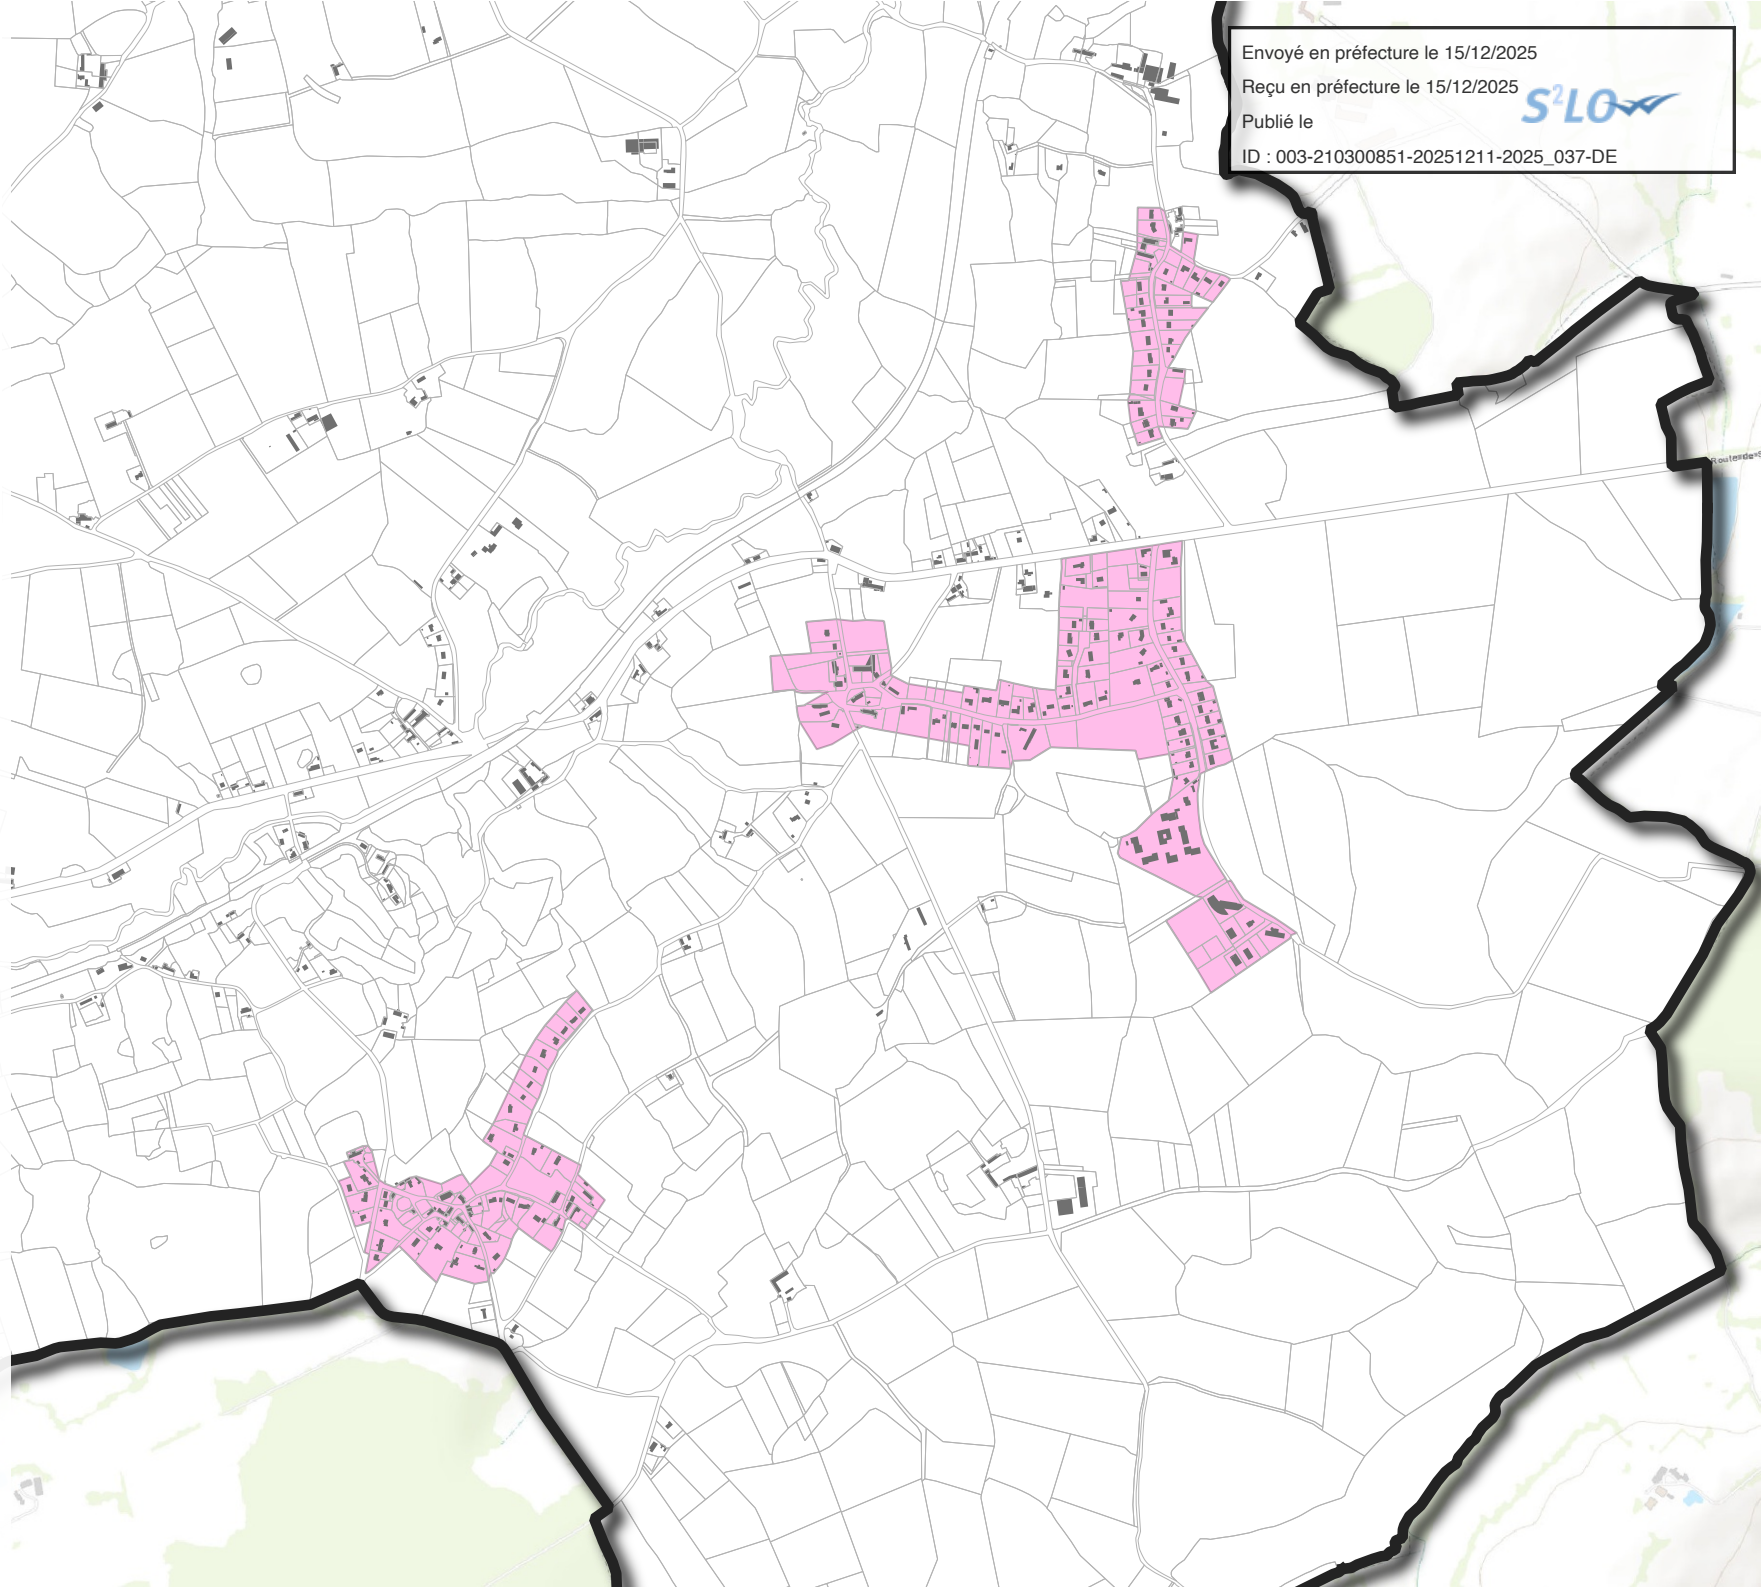 Envoyé en préfecture le 15/12/2025
Reçu en préfecture le 15/12/2025
S²LO
Publié le
ID : 003-210300851-20251211-2025_037-DE